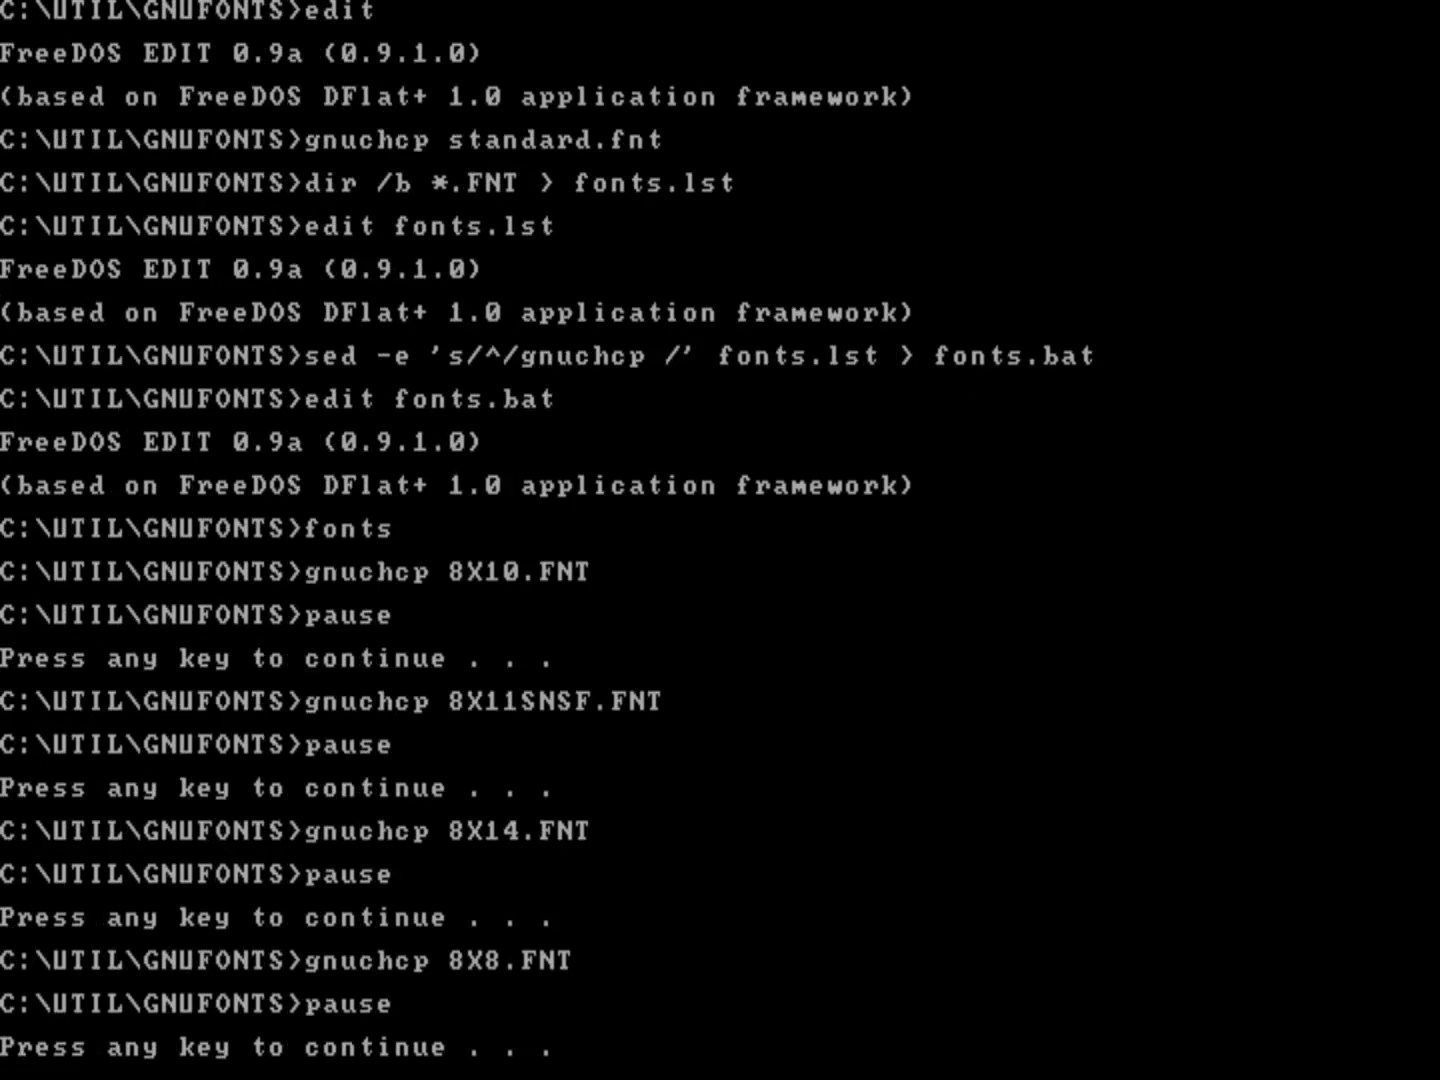 C:\UTIL\GNUFONTS>edit
FreeDOS EDIT 0.9a (0.9.1.0)
(based on FreeDOS DFlat+ 1.0 application framework)
C:\UTIL\GNUFONTS>gnuchcp standard.fnt
C:\UTIL\GNUFONTS>dir /b *.FNT > fonts.lst
C:\UTIL\GNUFONTS>edit fonts.lst
FreeDOS EDIT 0.9a (0.9.1.0)
(based on FreeDOS DFlat+ 1.0 application framework)
C:\UTIL\GNUFONTS>sed -e 's/^/gnuchcp /' fonts.lst > fonts.bat
C:\UTIL\GNUFONTS>edit fonts.bat
FreeDOS EDIT 0.9a (0.9.1.0)
(based on FreeDOS DFlat+ 1.0 application framework)
C:\UTIL\GNUFONTS>fonts
C:\UTIL\GNUFONTS>gnuchcp 8X10.FNT
C:\UTIL\GNUFONTS>pause
Press any key to continue . . .
C:\UTIL\GNUFONTS>gnuchcp 8X11SNSF.FNT
C:\UTIL\GNUFONTS>pause
Press any key to continue . . .
C:\UTIL\GNUFONTS>gnuchcp 8X14.FNT
C:\UTIL\GNUFONTS>pause
Press any key to continue . . .
C:\UTIL\GNUFONTS>gnuchcp 8X8.FNT
C:\UTIL\GNUFONTS>pause
Press any key to continue . . .